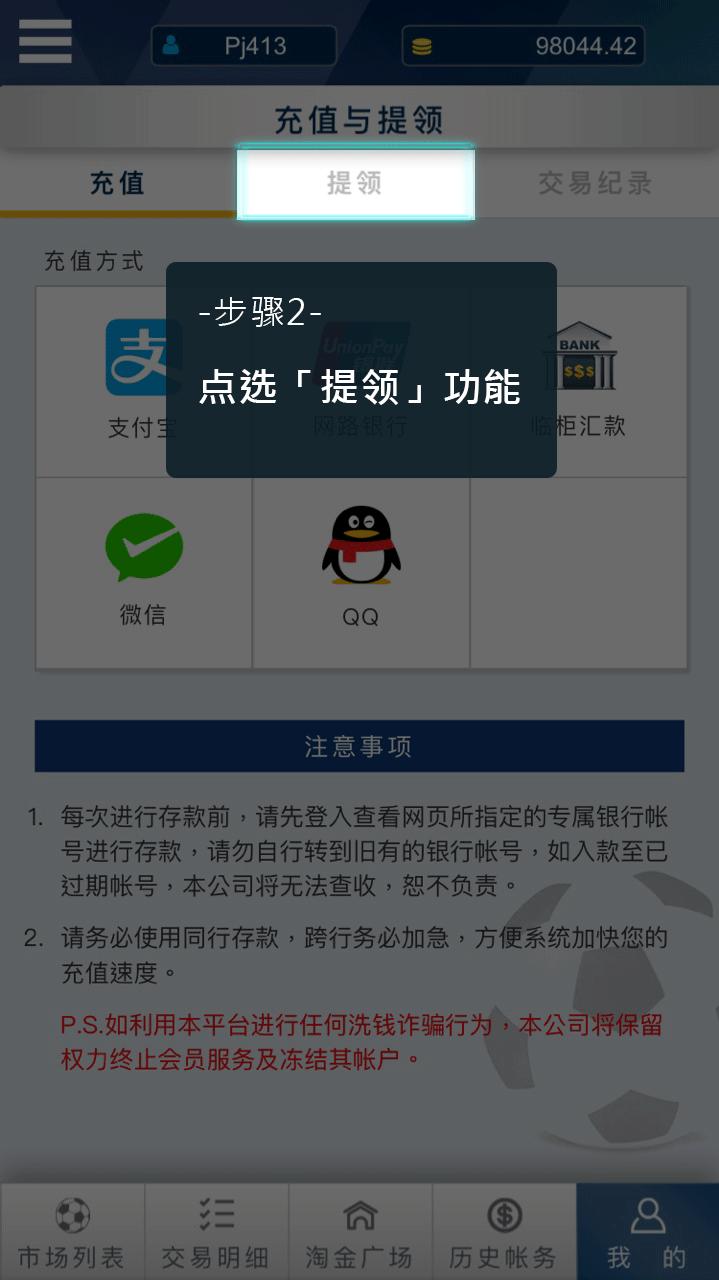 Pj413
98044.42
充值与提领
充值
提领
交易纪录
充值方式
-步骤2-
点选「提领」功能
UnionPay
银联
BANK
$$$
支付宝
网路银行
临柜汇款
微信
QQ
注意事项
1. 每次进行存款前，请先登入查看网页所指定的专属银行帐
号进行存款，请勿自行转到旧有的银行帐号，如入款至已
过期帐号，本公司将无法查收，恕不负责。
2. 请务必使用同行存款，跨行务必加急，方便系统加快您的
充值速度。
P.S.如利用本平台进行任何洗钱诈骗行为，本公司将保留
权力终止会员服务及冻结其帐户。
市场列表
交易明细
淘金广场
历史帐务
我 的